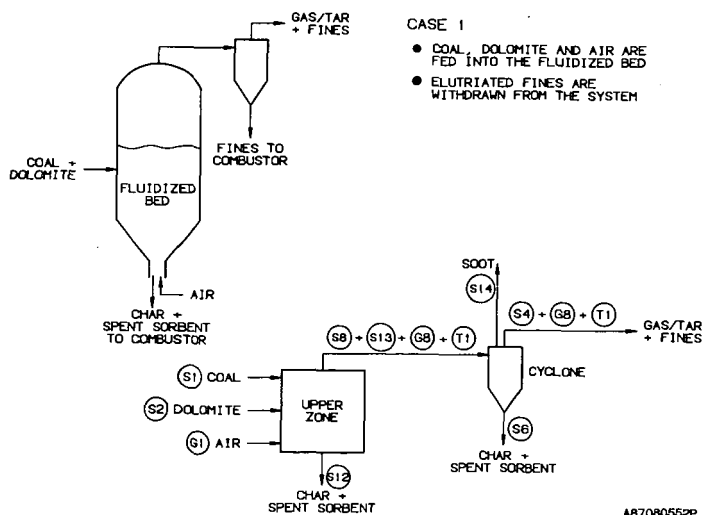 GAS/TAR
+ FINES
CASE 1
● COAL, DOLOMITE AND AIR ARE
FED INTO THE FLUIDIZED BED
● ELUTRIATED FINES ARE
WITHDRAWN FROM THE SYSTEM
FINES TO
COMBUSTOR
COAL +
DOLOMITE
FLUIDIZED
BED
AIR
CHAR +
SPENT SORBENT
TO COMBUSTOR
SOOT
S14
S4 + G8 + T1
GAS/TAR
+ FINES
S8 + S13 + G8 + T1
CYCLONE
S1 COAL
S2 DOLOMITE
G1 AIR
UPPER
ZONE
S6
CHAR +
SPENT SORBENT
S12
CHAR +
SPENT SORBENT
A87080552P